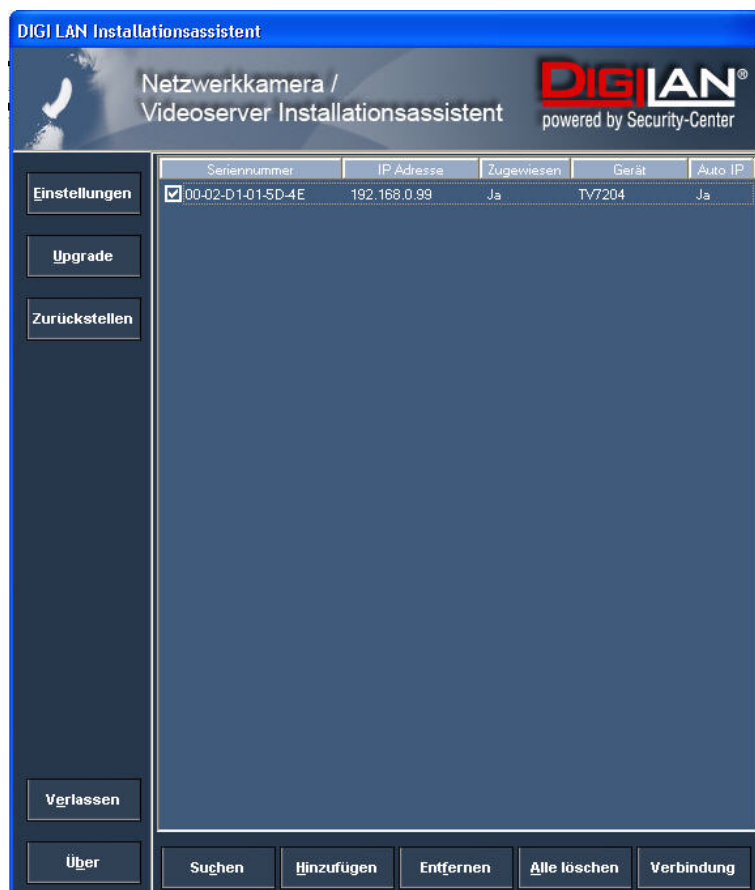 DIGI LAN Installationsassistent
Netzwerkkamera /
Videoserver Installationsassistent
DIGILAN®
powered by Security-Center
Einstellungen
Upgrade
Zurückstellen
Seriennummer IP Adresse Zugewiesen Gerät Auto IP
00-02-D1-01-5D-4E 192.168.0.99 Ja TV7204 Ja
Verlassen
Über
Suchen Hinzufügen Entfernen Alle löschen Verbindung